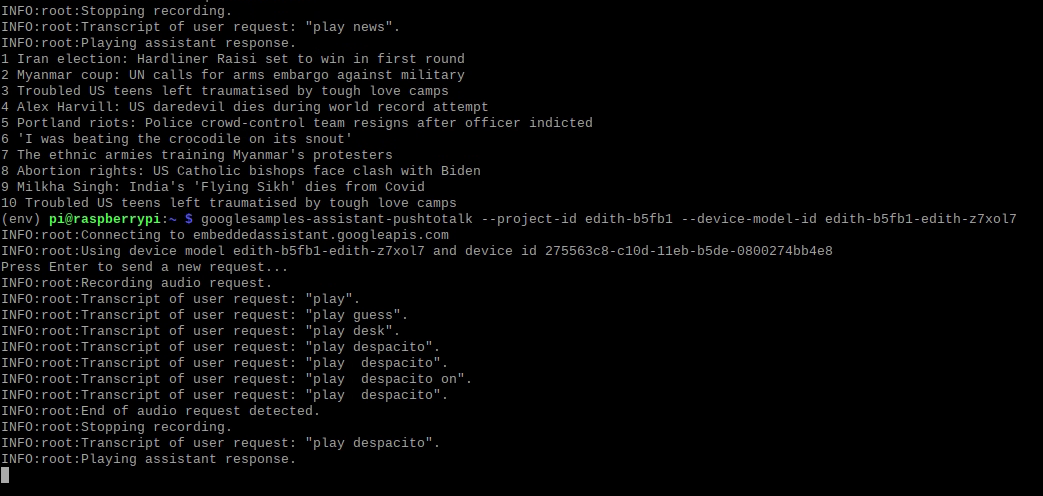 INFO:root:Stopping recording.
INFO:root:Transcript of user request: "play news".
INFO:root:Playing assistant response.
1 Iran election: Hardliner Raisi set to win in first round
2 Myanmar coup: UN calls for arms embargo against military
3 Troubled US teens left traumatised by tough love camps
4 Alex Harvill: US daredevil dies during world record attempt
5 Portland riots: Police crowd-control team resigns after officer indicted
6 'I was beating the crocodile on its snout'
7 The ethnic armies training Myanmar's protesters
8 Abortion rights: US Catholic bishops face clash with Biden
9 Milkha Singh: India's 'Flying Sikh' dies from Covid
10 Troubled US teens left traumatised by tough love camps
(env) pi@raspberrypi:~ $ googlesamples-assistant-pushtotalk --project-id edith-b5fb1 --device-model-id edith-b5fb1-edith-z7xol7
INFO:root:Connecting to embeddedassistant.googleapis.com
INFO:root:Using device model edith-b5fb1-edith-z7xol7 and device id 275563c8-c10d-11eb-b5de-0800274bb4e8
Press Enter to send a new request...
INFO:root:Recording audio request.
INFO:root:Transcript of user request: "play".
INFO:root:Transcript of user request: "play guess".
INFO:root:Transcript of user request: "play desk".
INFO:root:Transcript of user request: "play despacito".
INFO:root:Transcript of user request: "play  despacito".
INFO:root:Transcript of user request: "play  despacito on".
INFO:root:Transcript of user request: "play  despacito".
INFO:root:End of audio request detected.
INFO:root:Stopping recording.
INFO:root:Transcript of user request: "play despacito".
INFO:root:Playing assistant response.